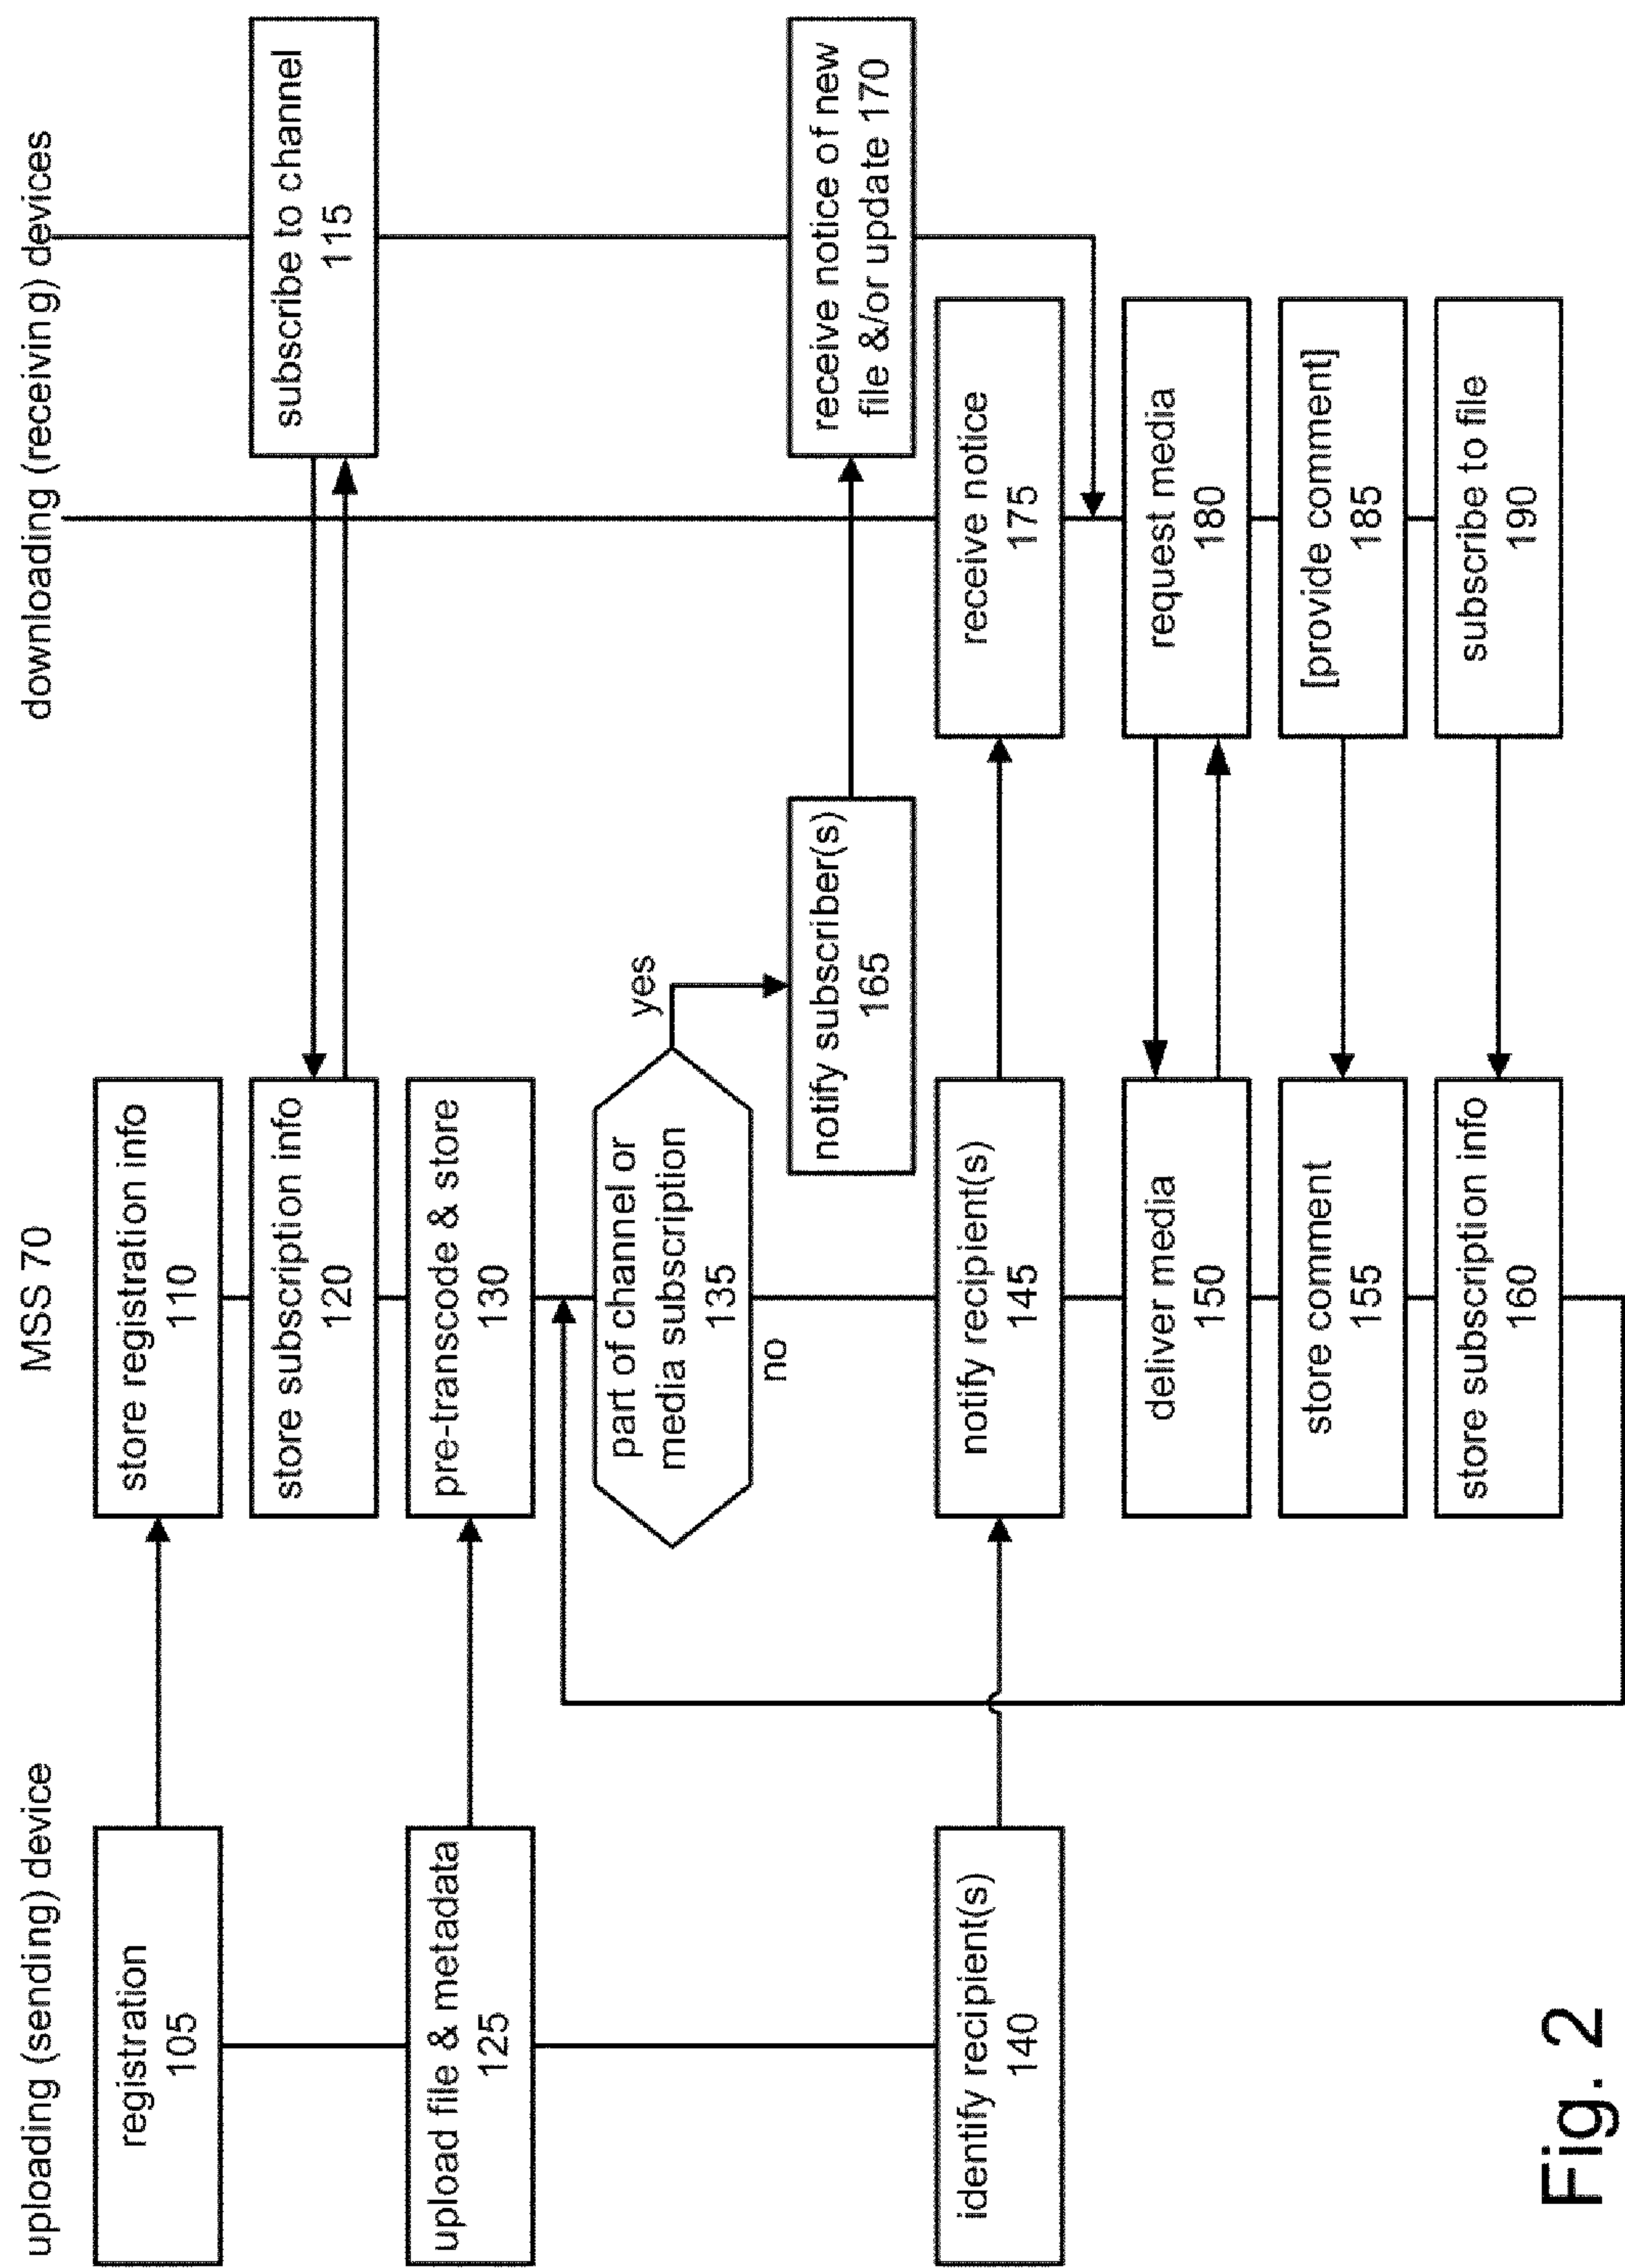 uploading (sending) device
MSS 70
downloading (receiving) devices
registration
105
store registration info
110
store subscription info
120
subscribe to channel
115
upload file & metadata
125
pre-transcode & store
130
part of channel or
media subscription
135
yes
no
notify subscriber(s)
165
receive notice of new
file &/or update 170
identify recipient(s)
140
notify recipient(s)
145
receive notice
175
deliver media
150
request media
180
store comment
155
[provide comment]
185
store subscription info
160
subscribe to file
190
Fig. 2